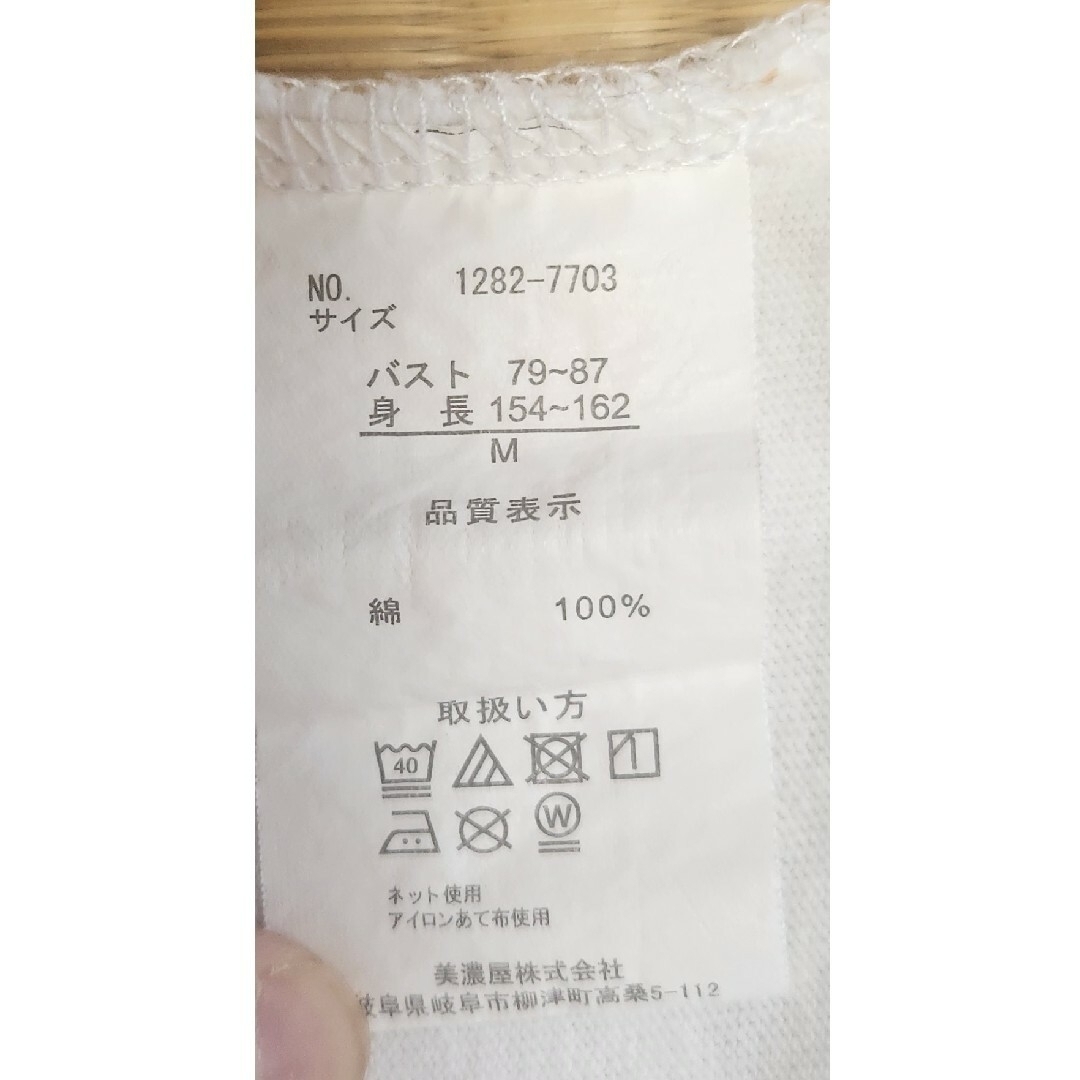 NO. 1282-7703
サイズ
バスト 79~87
身 長 154~162
M
品質表示
綿 100%
取扱い方
40
W
ネット使用
アイロンあて布使用
美濃屋株式会社
岐阜県岐阜市柳津町高桑5-112